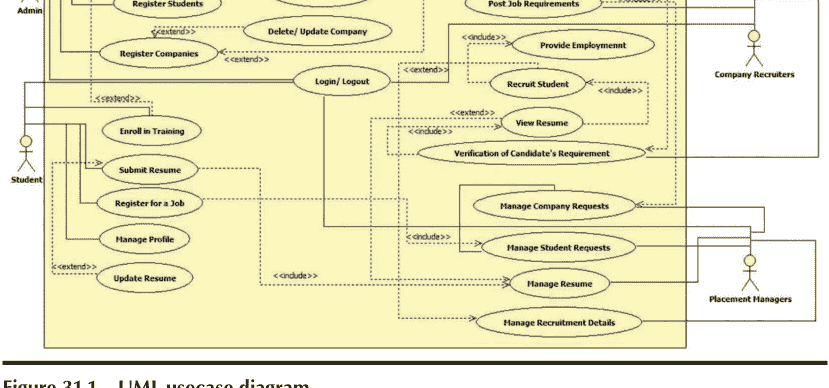 Register Students
Post Job Requirements
Admin
Delete/ Update Company
<<extend>>
Register Companies
<<extend>>
<<include>>
Provide Employmennt
Company Recruiters
<<extend>>
Login/ Logout
Recruit Student
<<include>>
<<extend>>
<<extend>>
View Resume
Enroll in Training
<<include>>
Verification of Candidate's Requirement
Student
Submit Resume
Register for a Job
Manage Company Requests
Manage Profile
<<include>>
Manage Student Requests
<<extend>>
Update Resume
<<include>>
Manage Resume
Placement Managers
Manage Recruitment Details
Figure 31.1 UML usecase diagram